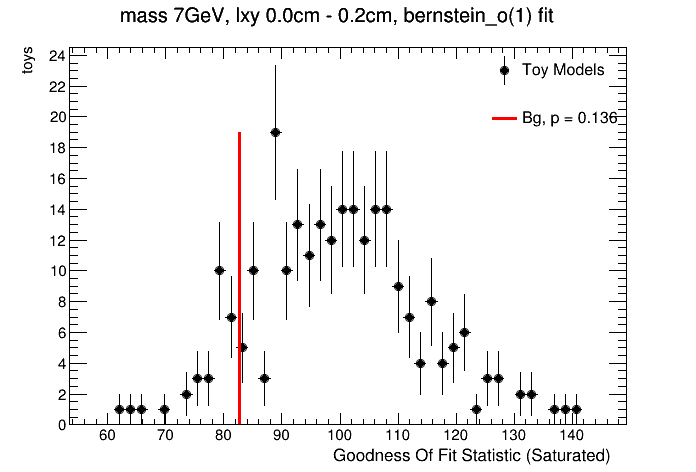 mass 7GeV, lxy 0.0cm - 0.2cm, bernstein_o(1) fit
toys
24
22
20
18
16
14
12
10
8
6
4
2
0
Toy Models
Bg, p = 0.136
60 70 80 90 100 110 120 130 140
Goodness Of Fit Statistic (Saturated)